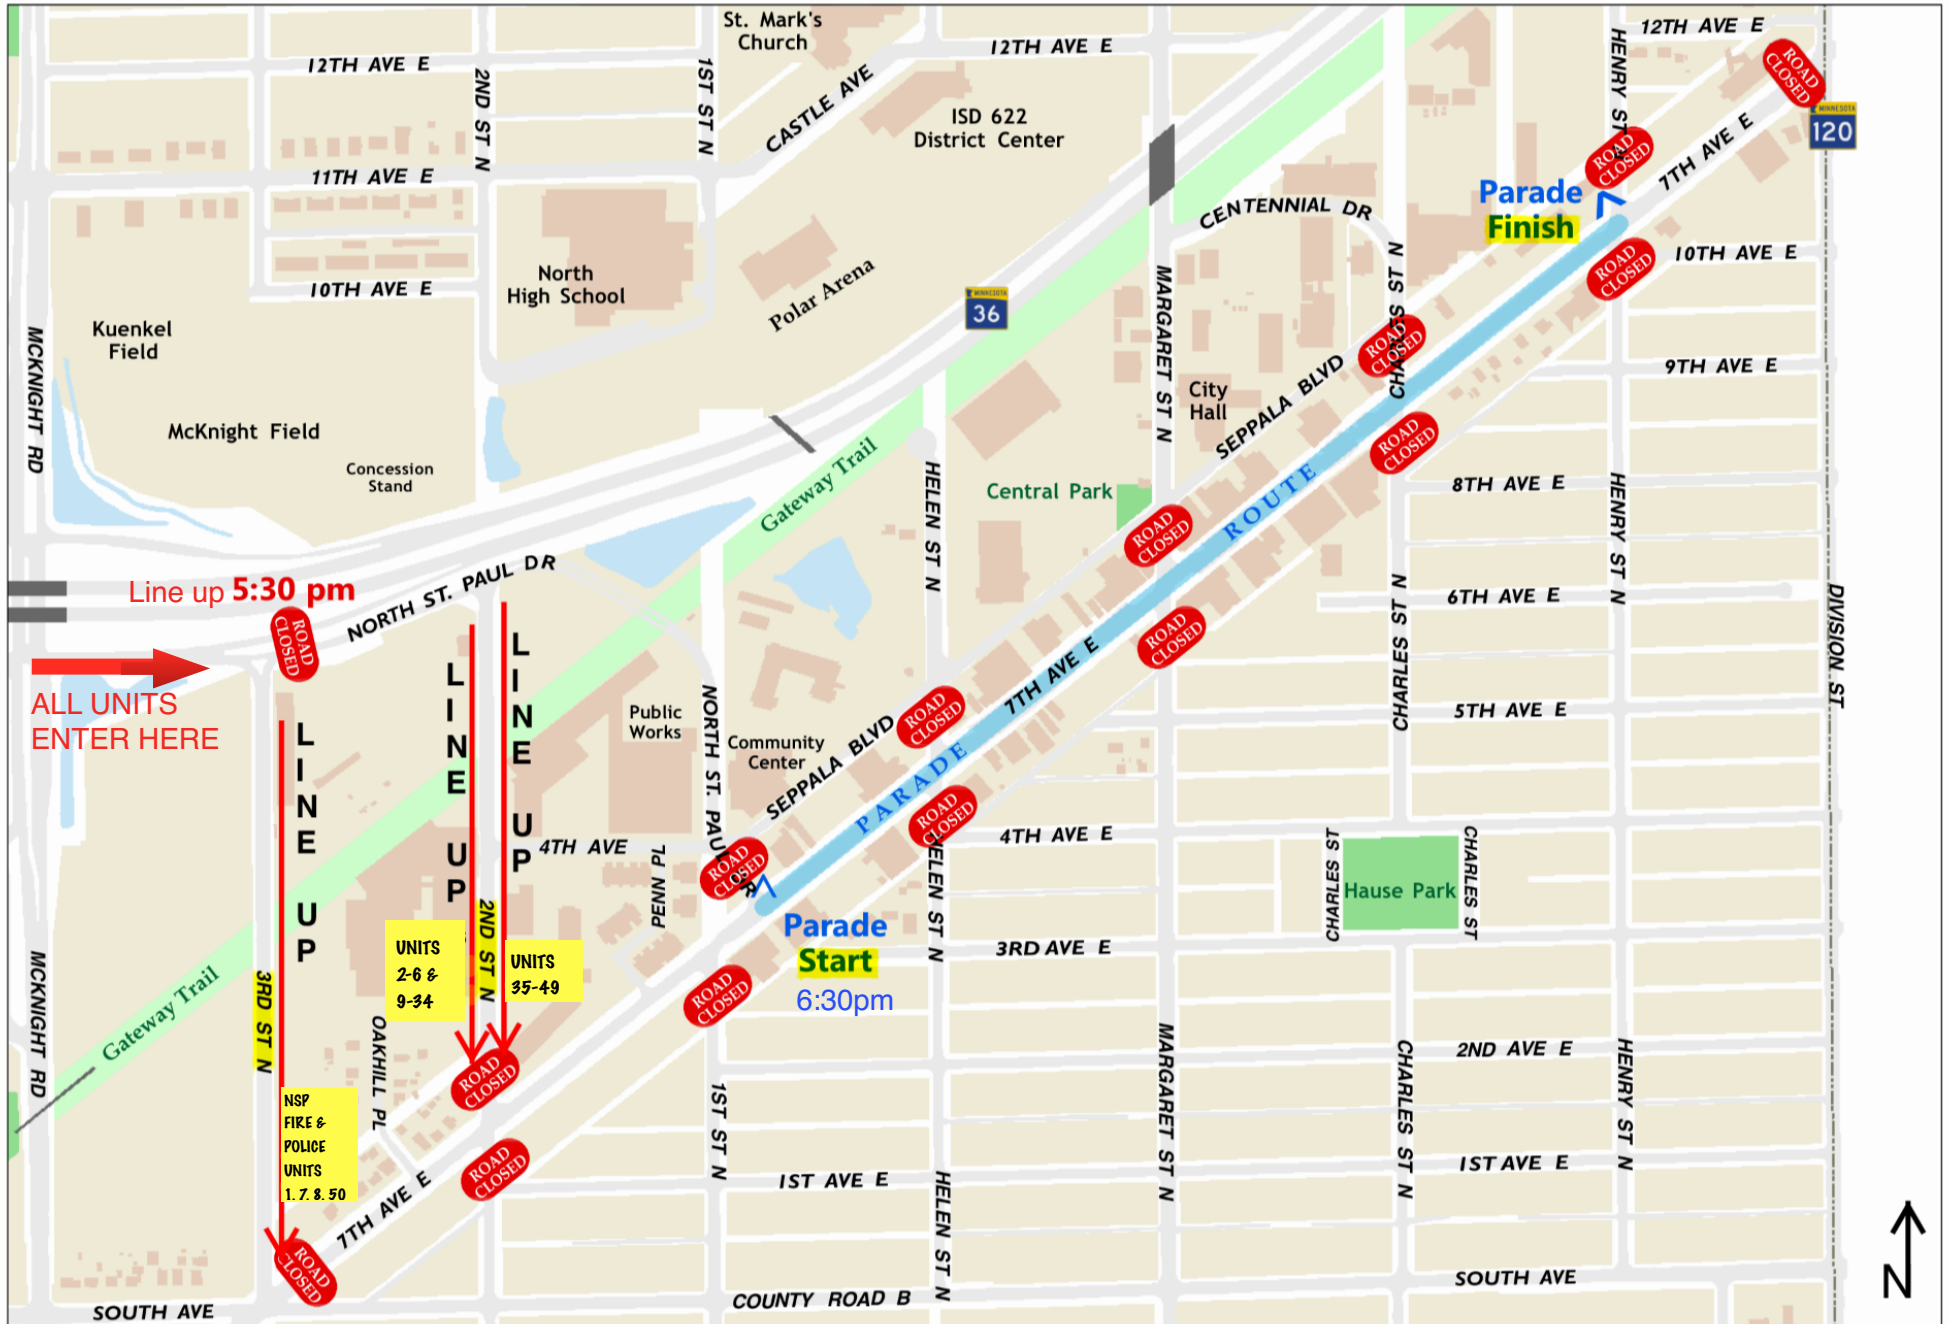 St. Mark's
Church
12TH AVE E
12TH AVE E
12TH AVE E
HENRY ST N
ROAD
CLOSED
2ND ST N
1ST ST N
CASTLE AVE
ISD 622
District Center
MINNESOTA
120
7TH AVE E
ROAD
CLOSED
11TH AVE E
Parade
Finish
CENTENNIAL DR
10TH AVE E
ROAD
CLOSED
North
High School
Polar Arena
10TH AVE E
MINNESOTA
36
MARGARET ST N
CHARLES ST N
ROAD
CLOSED
Kuenkel
Field
MCKNIGHT RD
9TH AVE E
City
Hall
SEPPALA BLVD
McKnight Field
Concession
Stand
ROAD
CLOSED
Gateway Trail
HELEN ST N
Central Park
ROUTE
8TH AVE E
HENRY ST N
ROAD
CLOSED
Line up 5:30 pm
NORTH ST. PAUL DR
6TH AVE E
CHARLES ST N
DIVISION ST
ROAD
CLOSED
ROAD
CLOSED
ALL UNITS
ENTER HERE
LINE UP
LINE UP
LINE UP
7TH AVE E
5TH AVE E
Public
Works
NORTH ST. PAUL DR
Community
Center
SEPPALA BLVD
ROAD
CLOSED
PARADE
ROAD
CLOSED
4TH AVE
PENN PL
ROAD
CLOSED
HELEN ST N
4TH AVE E
CHARLES ST
Hause Park
CHARLES ST
Parade
Start
6:30pm
3RD AVE E
UNITS
2-6 &
9-34
2ND ST N
UNITS
35-49
ROAD
CLOSED
MCKNIGHT RD
Gateway Trail
3RD ST N
OAKHILL PL
ROAD
CLOSED
MARGARET ST N
CHARLES ST N
2ND AVE E
HENRY ST N
NSP
FIRE &
POLICE
UNITS
1, 7, 8, 50
1ST ST N
ROAD
CLOSED
7TH AVE E
1ST AVE E
HELEN ST N
1ST AVE E
ROAD
CLOSED
SOUTH AVE
COUNTY ROAD B
SOUTH AVE
N